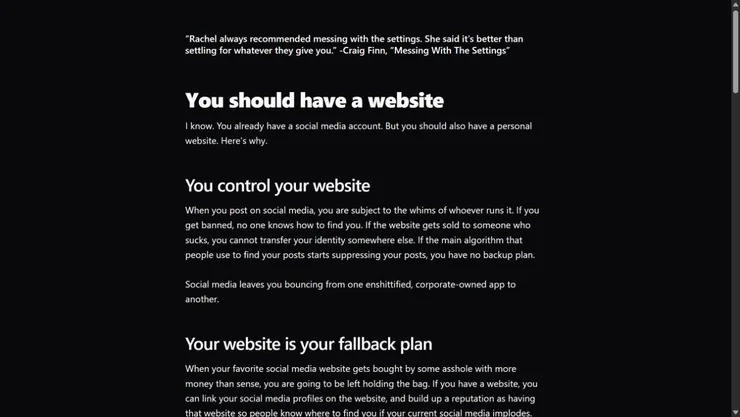 "Rachel always recommended messing with the settings. She said it's better than
settling for whatever they give you." -Craig Finn, "Messing With The Settings"
You should have a website
I know. You already have a social media account. But you should also have a personal
website. Here's why.
You control your website
When you post on social media, you are subject to the whims of whoever runs it. If you
get banned, no one knows how to find you. If the website gets sold to someone who
sucks, you cannot transfer your identity somewhere else. If the main algorithm that
people use to find your posts starts suppressing your posts, you have no backup plan.
Social media leaves you bouncing from one enshittified, corporate-owned app to
another.
Your website is your fallback plan
When your favorite social media website gets bought by some asshole with more
money than sense, you are going to be left holding the bag. If you have a website, you
can link your social media profiles on the website, and build up a reputation as having
that website so people know where to find you if your current social media implodes.